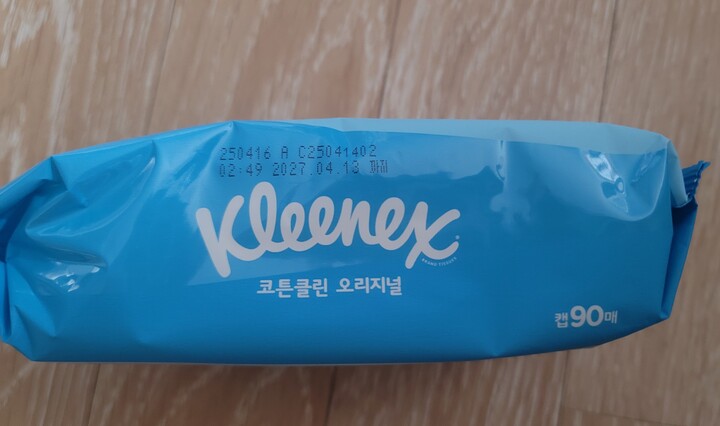 250416 A C25041402
02:49 2027.04.13 까지
Kleenex
코튼클린 오리지널
캡90매